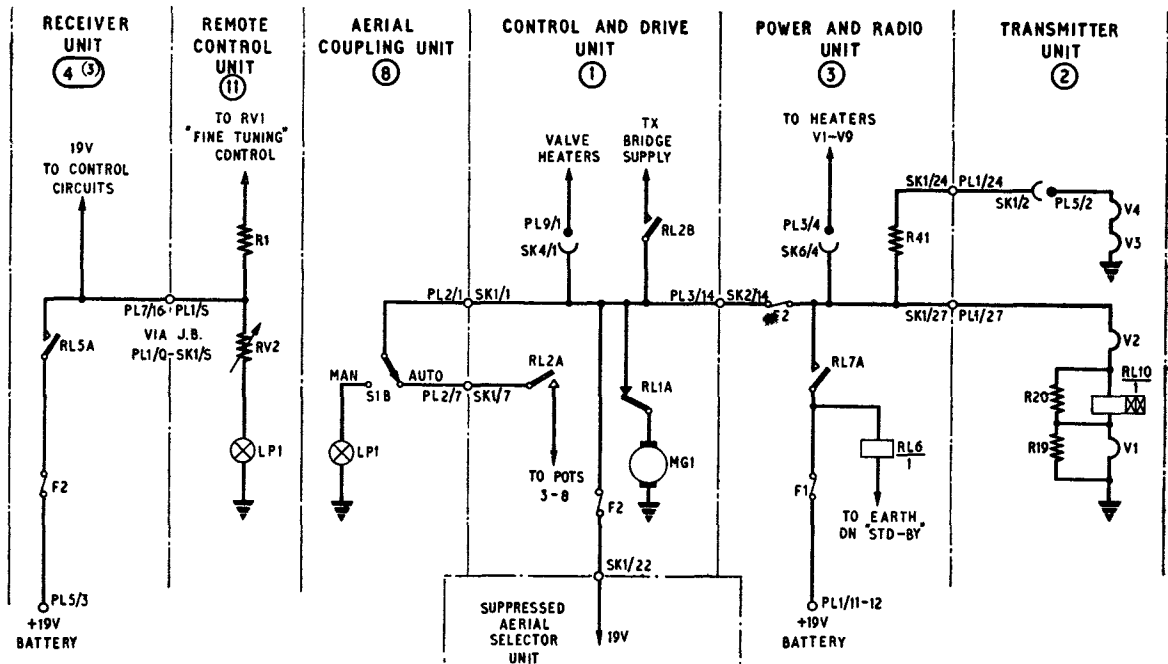 RECEIVER
UNIT
4 (3)
REMOTE
CONTROL
UNIT
11
AERIAL
COUPLING UNIT
8
CONTROL AND DRIVE
UNIT
1
POWER AND RADIO
UNIT
3
TRANSMITTER
UNIT
2
19V
TO CONTROL
CIRCUITS
TO RV1
"FINE TUNING"
CONTROL
R1
PL7/16
PL1/S
VIA J.B.
PL1/Q-SK1/S
RL5A
RV2
LP1
F2
PL5/3
+19V
BATTERY
VALVE
HEATERS
TX
BRIDGE
SUPPLY
PL9/1
SK4/1
RL2B
PL2/1
SK1/1
PL3/14
SK2/14
F2
MAN
S1B
AUTO
PL2/7
SK1/7
RL2A
RL1A
LP1
TO POTS
3-8
MG1
F2
SK1/22
SUPPRESSED
AERIAL
SELECTOR
UNIT
19V
TO HEATERS
V1-V9
PL3/4
SK6/4
SK1/24
PL1/24
SK1/2
PL5/2
R41
V4
V3
SK1/27
PL1/27
V2
RL7A
RL6
1
F1
TO EARTH
ON "STD-BY"
PL1/11-12
+19V
BATTERY
R20
RL10
1
R19
V1